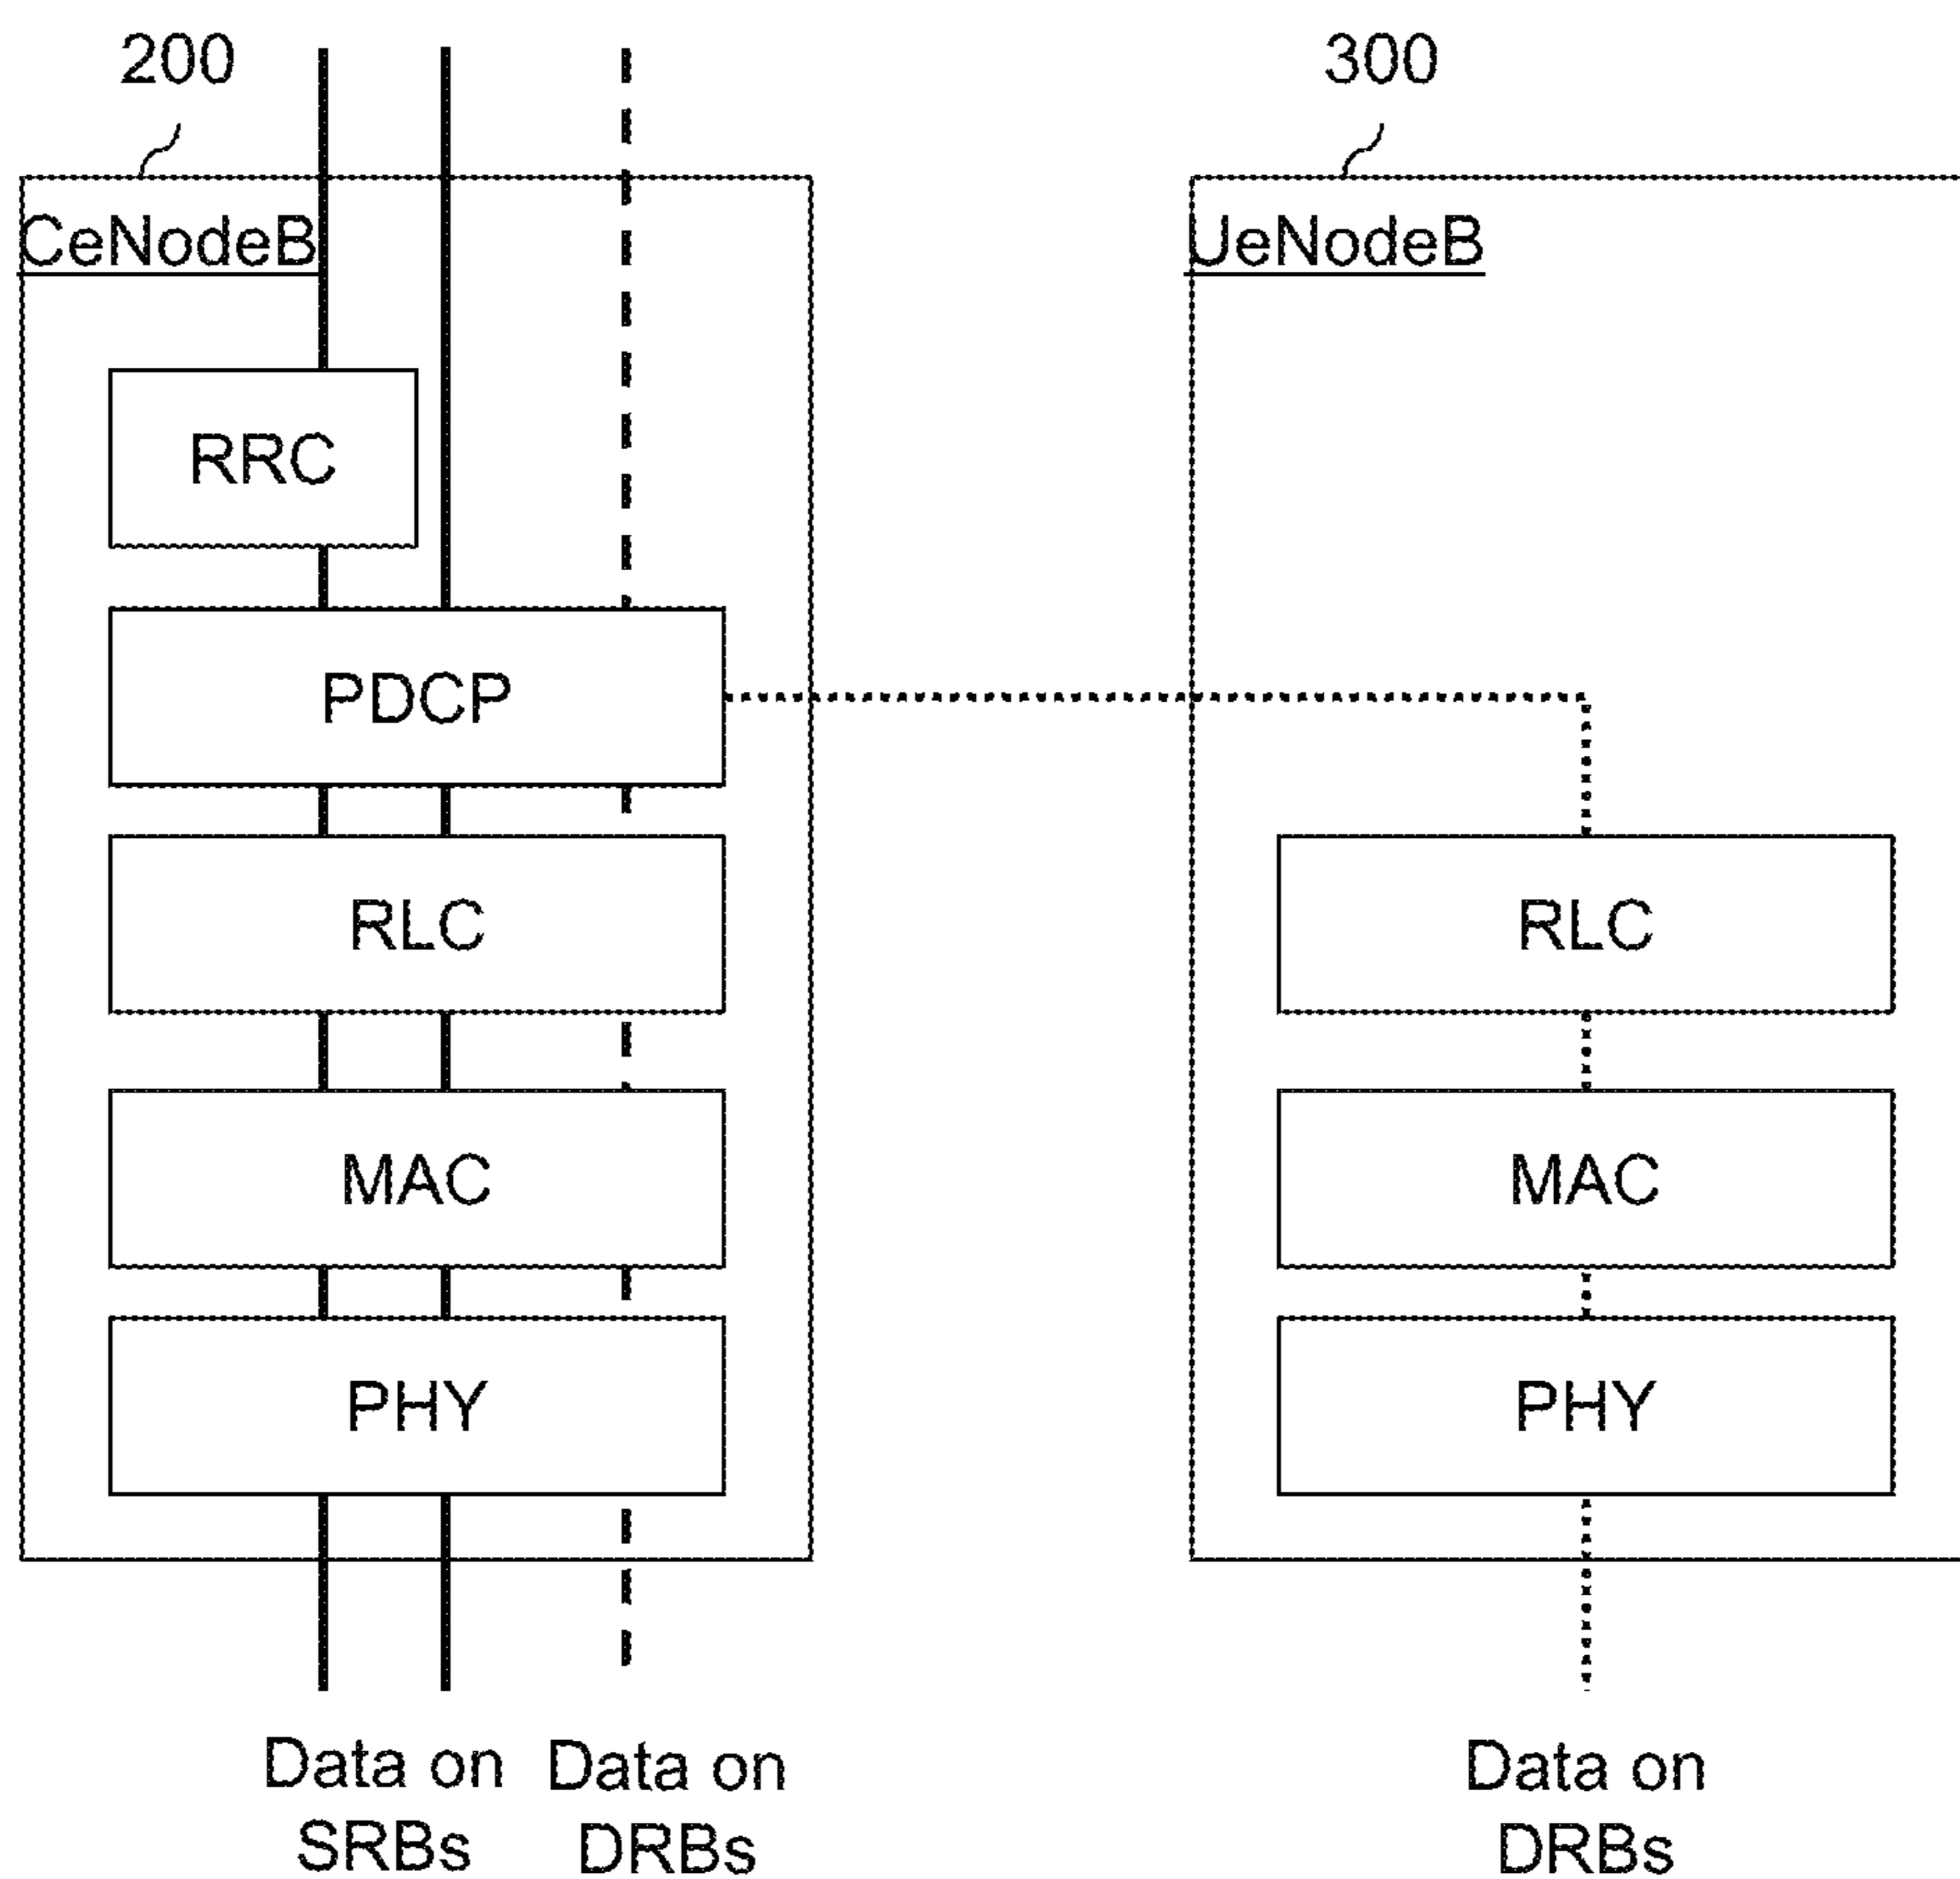 200
300
CeNodeB
UeNodeB
RRC
PDCP
RLC
RLC
MAC
MAC
PHY
PHY
Data on
SRBs
Data on
DRBs
Data on
DRBs